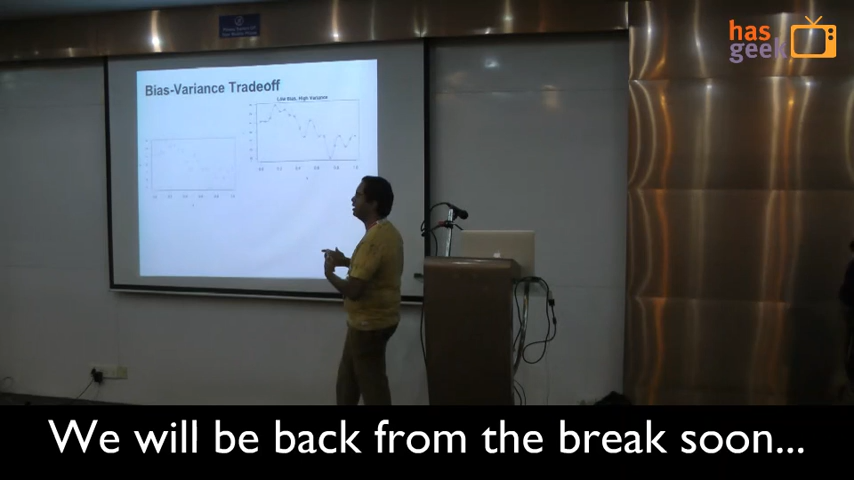 has
geek
Bias-Variance Tradeoff
Low Bias, High Variance
We will be back from the break soon...